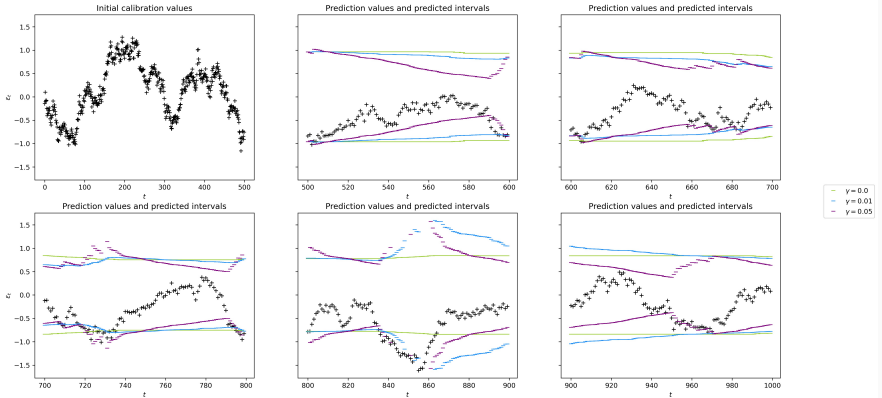 Initial calibration values
Prediction values and predicted intervals
Prediction values and predicted intervals
1.5
1.0
0.5
0.0
−0.5
−1.0
−1.5
εt
0 100 200 300 400 500
t
500 520 540 560 580 600
t
600 620 640 660 680 700
t
γ = 0.0
γ = 0.01
γ = 0.05
Prediction values and predicted intervals
Prediction values and predicted intervals
Prediction values and predicted intervals
1.5
1.0
0.5
0.0
−0.5
−1.0
−1.5
εt
700 720 740 760 780 800
t
800 820 840 860 880 900
t
900 920 940 960 980 1000
t